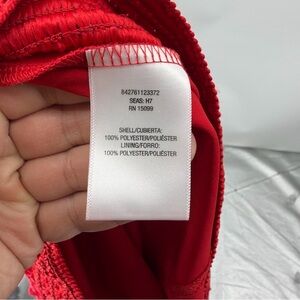 842761123372
SEAS: H7
RN 15099
SHELL/CUBIERTA:
100% POLYESTER/POLIÉSTER
LINING/FORRO:
100% POLYESTER/POLIÉSTER